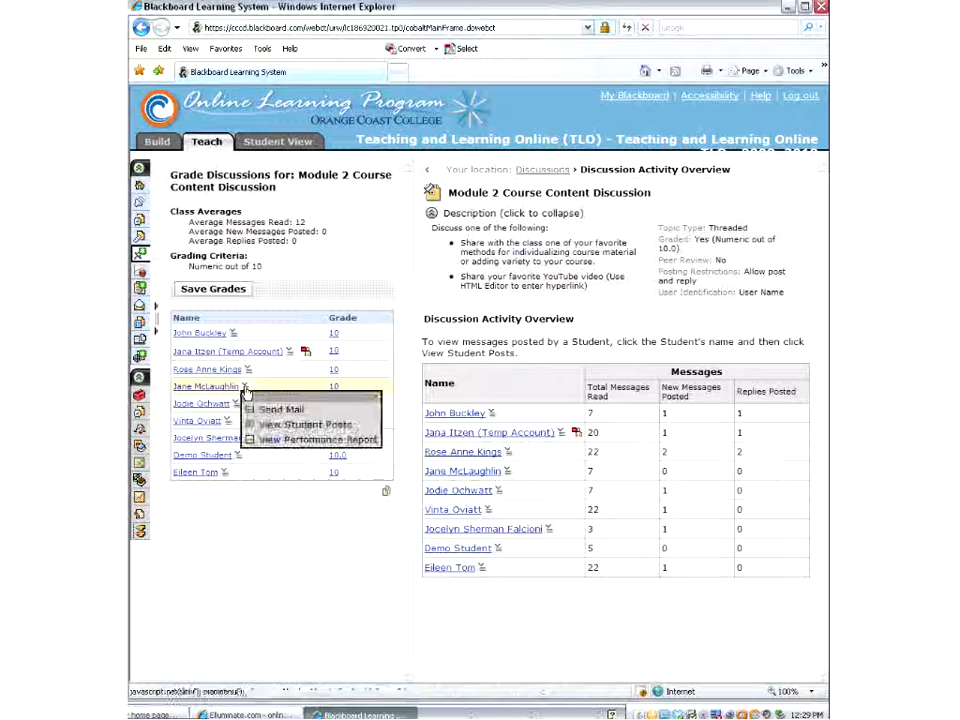 Blackboard Learning System - Windows Internet Explorer
https://cccd.blackboard.com/webct/urw/lc186920021.tp0/cobaltMainFrame.dowebct
File Edit View Favorites Tools Help
Convert Select
Blackboard Learning System
Page Tools
Online Learning Program
ORANGE COAST COLLEGE
My Blackboard | Accessibility | Help | Log out
Build Teach Student View
Teaching and Learning Online (TLO) - Teaching and Learning Online
Grade Discussions for: Module 2 Course
Content Discussion
Class Averages
Average Messages Read: 12
Average New Messages Posted: 0
Average Replies Posted: 0
Grading Criteria:
Numeric out of 10
Save Grades
Name Grade
John Buckley 10
Jana Itzen (Temp Account) 10
Rose Anne Kings 10
Jane McLaughlin 10
Jodie Ochwatt
Send Mail
Vinta Oviatt
View Student Posts
Jocelyn Sherma
View Performance Report
Demo Student 10.0
Eileen Tom 10
Your location: Discussions › Discussion Activity Overview
Module 2 Course Content Discussion
Description (click to collapse)
Discuss one of the following:
• Share with the class one of your favorite
methods for individualizing course material
or adding variety to your course.
• Share your favorite YouTube video (Use
HTML Editor to enter hyperlink)
Topic Type: Threaded
Graded: Yes (Numeric out of
10.0)
Peer Review: No
Posting Restrictions: Allow post
and reply
User Identification: User Name
Discussion Activity Overview
To view messages posted by a Student, click the Student's name and then click
View Student Posts.
Messages
Name Total Messages Read New Messages Posted Replies Posted
John Buckley 7 1 1
Jana Itzen (Temp Account) 20 1 1
Rose Anne Kings 22 2 2
Jane McLaughlin 7 0 0
Jodie Ochwatt 7 1 0
Vinta Oviatt 22 1 0
Jocelyn Sherman Falcioni 3 1 0
Demo Student 5 0 0
Eileen Tom 22 1 0
Internet 100%
home page... Elluminate.com - onlin... Blackboard Learning ... 12:29 PM